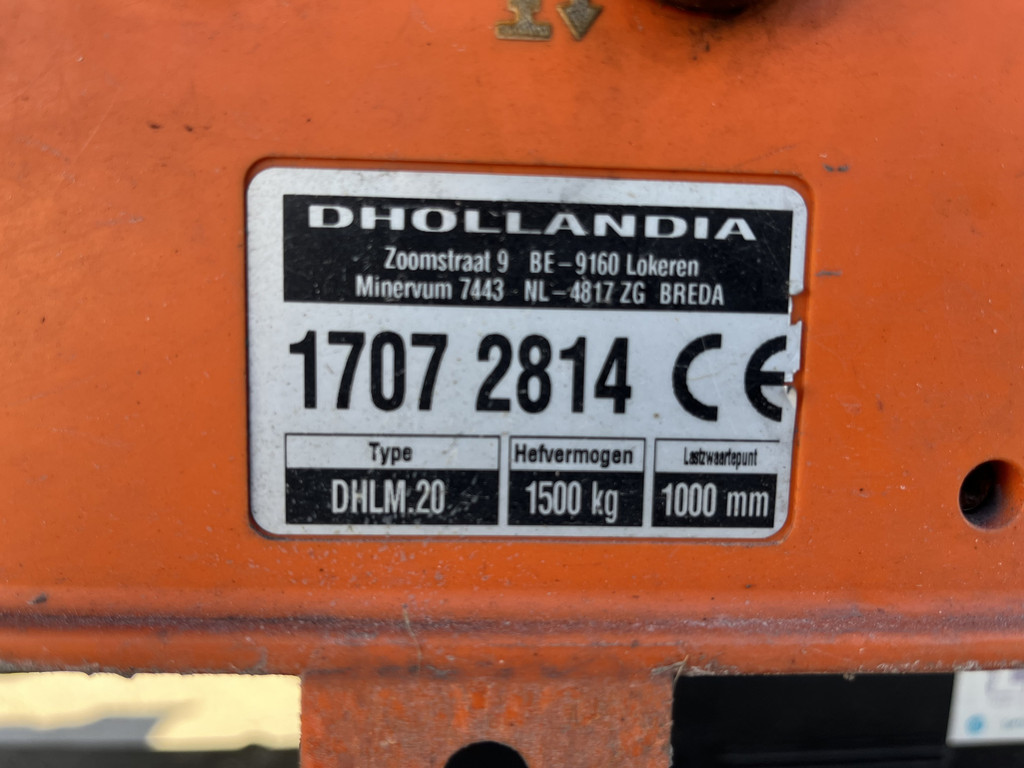 DHOLLANDIA
Zoomstraat 9 BE-9160 Lokeren
Minervum 7443 NL-4817 ZG BREDA
1707 2814 CE
Type Hefvermogen Lastzwaartepunt
DHLM.20 1500 kg 1000 mm